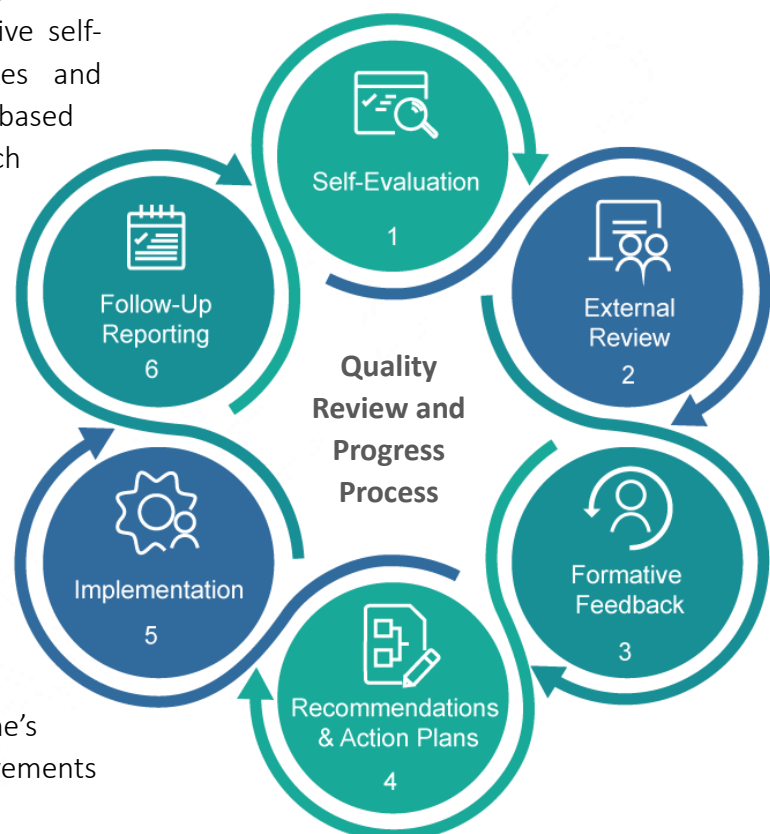 ive self-
es and
based
ch
Self-Evaluation
1
External
Review
2
Formative
Feedback
3
Recommendations
& Action Plans
4
Implementation
5
Follow-Up
Reporting
6
Quality
Review and
Progress
Process
ne's
rements